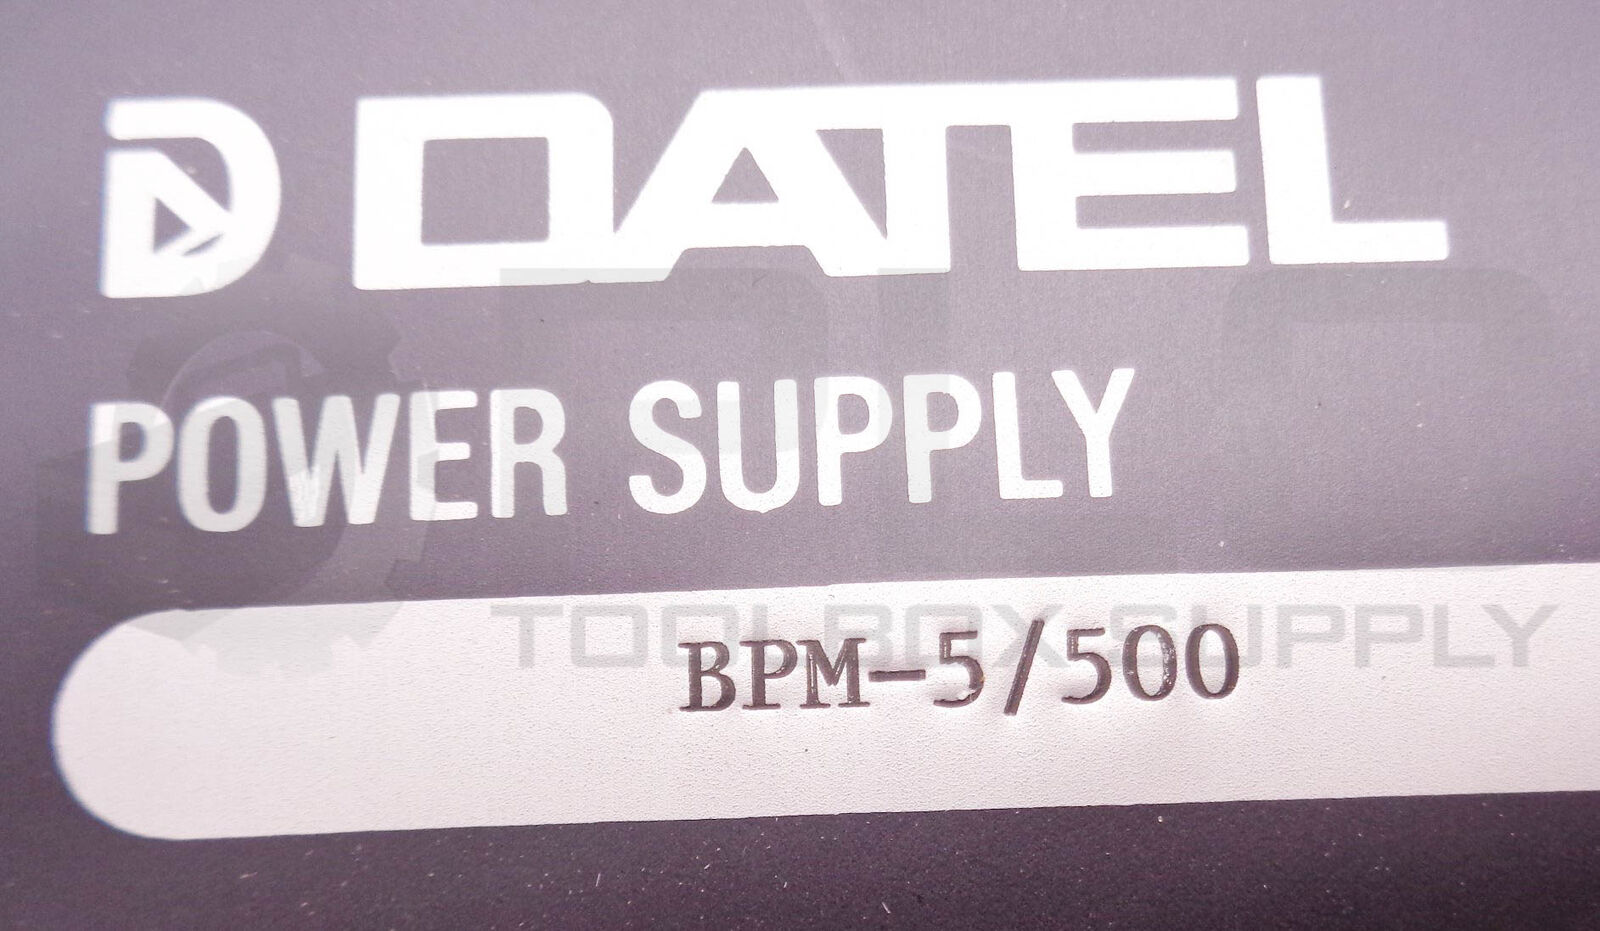 DATEL
POWER SUPPLY
TOOLBOX SUPPLY
BPM-5/500